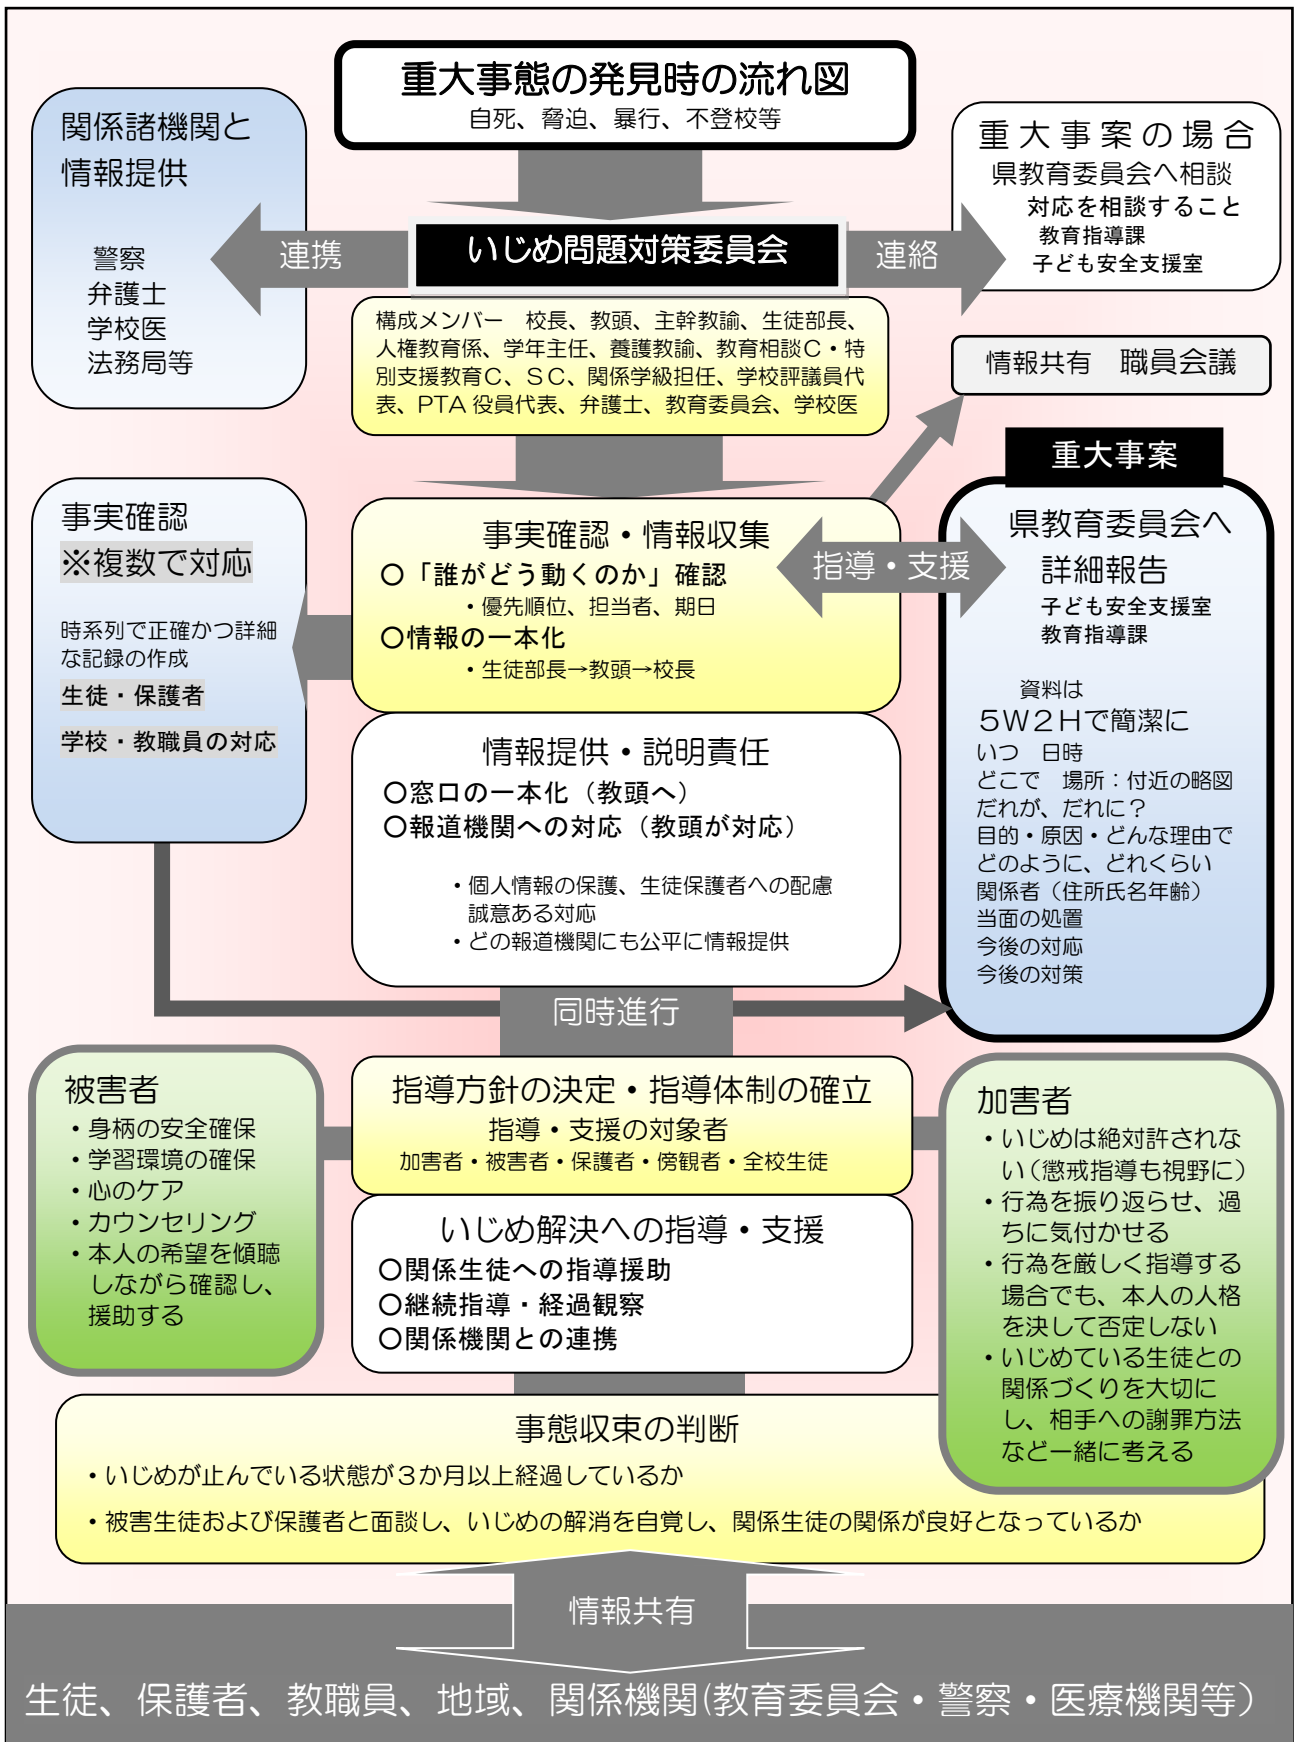 重大事態の発見時の流れ図
自死、脅迫、暴行、不登校等
関係諸機関と
情報提供
警察
弁護士
学校医
法務局等
連携
いじめ問題対策委員会
連絡
重大事案の場合
県教育委員会へ相談
対応を相談すること
教育指導課
子ども安全支援室
構成メンバー　校長、教頭、主幹教諭、生徒部長、
人権教育係、学年主任、養護教諭、教育相談C・特
別支援教育C、SC、関係学級担任、学校評議員代
表、PTA 役員代表、弁護士、教育委員会、学校医
情報共有　職員会議
事実確認
※複数で対応
時系列で正確かつ詳細
な記録の作成
生徒・保護者
学校・教職員の対応
事実確認・情報収集
〇「誰がどう動くのか」確認
・優先順位、担当者、期日
〇情報の一本化
・生徒部長→教頭→校長
指導・支援
重大事案
県教育委員会へ
詳細報告
子ども安全支援室
教育指導課
資料は
5W2Hで簡潔に
いつ　日時
どこで　場所：付近の略図
だれが、だれに？
目的・原因・どんな理由で
どのように、どれくらい
関係者（住所氏名年齢）
当面の処置
今後の対応
今後の対策
情報提供・説明責任
〇窓口の一本化（教頭へ）
〇報道機関への対応（教頭が対応）
・個人情報の保護、生徒保護者への配慮
誠意ある対応
・どの報道機関にも公平に情報提供
同時進行
被害者
・身柄の安全確保
・学習環境の確保
・心のケア
・カウンセリング
・本人の希望を傾聴
しながら確認し、
援助する
指導方針の決定・指導体制の確立
指導・支援の対象者
加害者・被害者・保護者・傍観者・全校生徒
いじめ解決への指導・支援
〇関係生徒への指導援助
〇継続指導・経過観察
〇関係機関との連携
加害者
・いじめは絶対許されな
い（懲戒指導も視野に）
・行為を振り返らせ、過
ちに気付かせる
・行為を厳しく指導する
場合でも、本人の人格
を決して否定しない
・いじめている生徒との
関係づくりを大切に
し、相手への謝罪方法
など一緒に考える
事態収束の判断
・いじめが止んでいる状態が３か月以上経過しているか
・被害生徒および保護者と面談し、いじめの解消を自覚し、関係生徒の関係が良好となっているか
情報共有
生徒、保護者、教職員、地域、関係機関(教育委員会・警察・医療機関等）